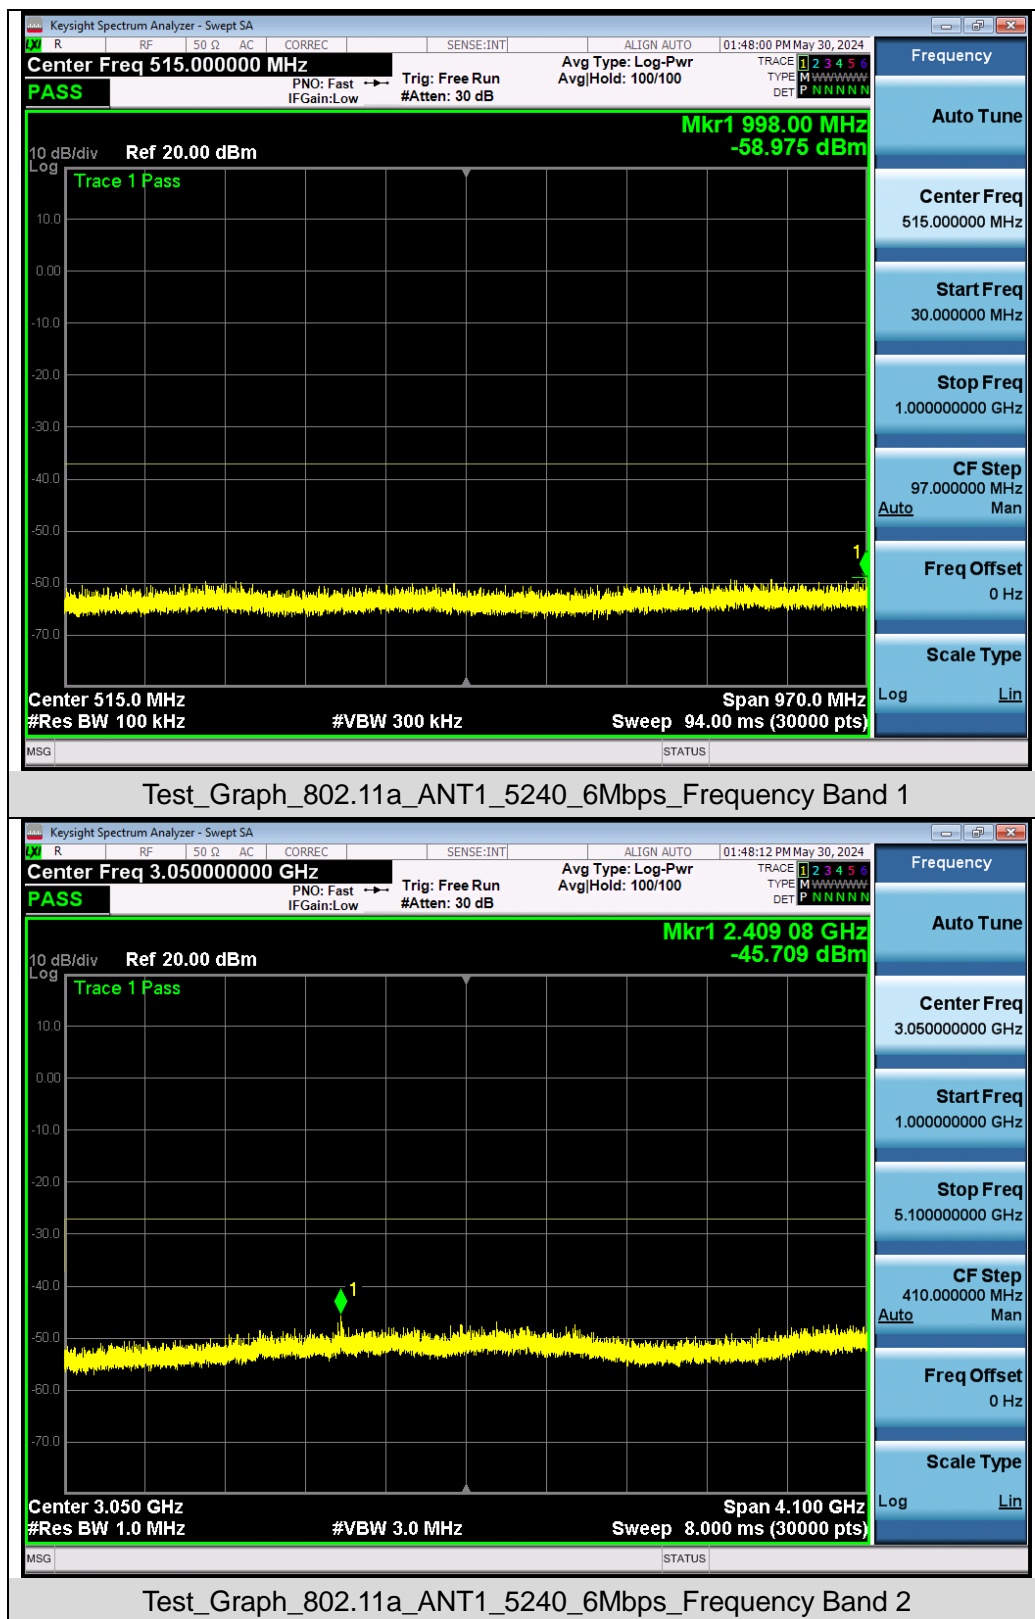 Keysight Spectrum Analyzer - Swept SA
LXI R RF 50 Ω AC CORREC SENSE:INT ALIGN AUTO 01:48:00 PM May 30, 2024
Center Freq 515.000000 MHz
PASS
PNO: Fast
IFGain:Low
Trig: Free Run
#Atten: 30 dB
Avg Type: Log-Pwr
Avg|Hold: 100/100
TRACE 1 2 3 4 5 6
TYPE M WWWWW
DET P N N N N N
Mkr1 998.00 MHz
-58.975 dBm
10 dB/div Ref 20.00 dBm
Log
Trace 1 Pass
10.0
0.00
-10.0
-20.0
-30.0
-40.0
-50.0
1
-60.0
-70.0
Center 515.0 MHz Span 970.0 MHz
#Res BW 100 kHz #VBW 300 kHz Sweep 94.00 ms (30000 pts)
MSG STATUS
Frequency
Auto Tune
Center Freq
515.000000 MHz
Start Freq
30.000000 MHz
Stop Freq
1.000000000 GHz
CF Step
97.000000 MHz
Auto Man
Freq Offset
0 Hz
Scale Type
Log Lin
Test_Graph_802.11a_ANT1_5240_6Mbps_Frequency Band 1
Keysight Spectrum Analyzer - Swept SA
LXI R RF 50 Ω AC CORREC SENSE:INT ALIGN AUTO 01:48:12 PM May 30, 2024
Center Freq 3.050000000 GHz
PASS
PNO: Fast
IFGain:Low
Trig: Free Run
#Atten: 30 dB
Avg Type: Log-Pwr
Avg|Hold: 100/100
TRACE 1 2 3 4 5 6
TYPE M WWWWW
DET P N N N N N
Mkr1 2.409 08 GHz
-45.709 dBm
10 dB/div Ref 20.00 dBm
Log
Trace 1 Pass
10.0
0.00
-10.0
-20.0
-30.0
-40.0
1
-50.0
-60.0
-70.0
Center 3.050 GHz Span 4.100 GHz
#Res BW 1.0 MHz #VBW 3.0 MHz Sweep 8.000 ms (30000 pts)
MSG STATUS
Frequency
Auto Tune
Center Freq
3.050000000 GHz
Start Freq
1.000000000 GHz
Stop Freq
5.100000000 GHz
CF Step
410.000000 MHz
Auto Man
Freq Offset
0 Hz
Scale Type
Log Lin
Test_Graph_802.11a_ANT1_5240_6Mbps_Frequency Band 2